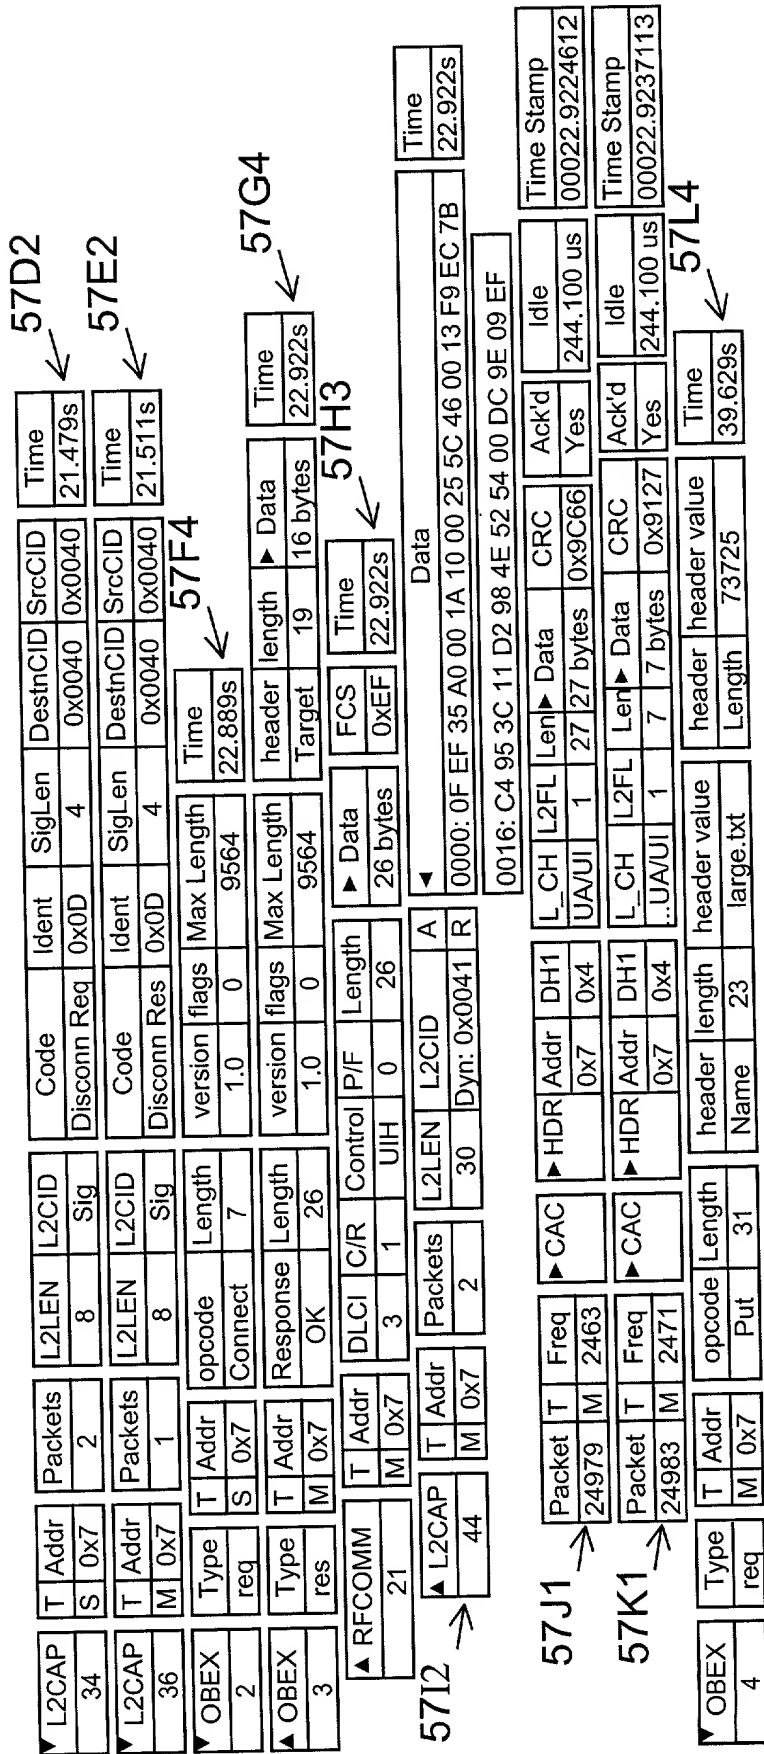 L2CAP T Addr Packets L2LEN L2CID Code Ident SigLen DestnCID SrcCID Time
34 S 0x7 2 8 Sig Disconn Req 0x0D 4 0x0040 0x0040 21.479s
57D2
L2CAP T Addr Packets L2LEN L2CID Code Ident SigLen DestnCID SrcCID Time
36 M 0x7 1 8 Sig Disconn Res 0x0D 4 0x0040 0x0040 21.511s
57E2
OBEX Type T Addr opcode Length version flags Max Length Time
2 req S 0x7 Connect 7 1.0 0 9564 22.889s
57F4
OBEX Type T Addr Response Length version flags Max Length header length ▶ Data Time
3 res M 0x7 OK 26 1.0 0 9564 Target 19 16 bytes 22.922s
57G4
RFCOMM T Addr DLCI C/R Control P/F Length ▶ Data FCS Time
21 M 0x7 3 1 UIH 0 26 26 bytes 0xEF 22.922s
57H3
L2CAP T Addr Packets L2LEN L2CID A Data Time
44 M 0x7 2 30 Dyn: 0x0041 R 0000: 0F EF 35 A0 00 1A 10 00 25 5C 46 00 13 F9 EC 7B 22.922s
0016: C4 95 3C 11 D2 98 4E 52 54 00 DC 9E 09 EF
57I2
Packet T Freq ▶ CAC ▶ HDR Addr DH1 L_CH L2FL Len ▶ Data CRC Ack'd Idle Time Stamp
24979 M 2463 0x7 0x4 UA/UI 1 27 27 bytes 0x9C66 Yes 244.100 us 00022.9224612
57J1
Packet T Freq ▶ CAC ▶ HDR Addr DH1 L_CH L2FL Len ▶ Data CRC Ack'd Idle Time Stamp
24983 M 2471 0x7 0x4 ...UA/UI 1 7 7 bytes 0x9127 Yes 244.100 us 00022.9237113
57K1
OBEX Type T Addr opcode Length header length header value header header value Time
4 req M 0x7 Put 31 Name 23 large.txt Length 73725 39.629s
57L4